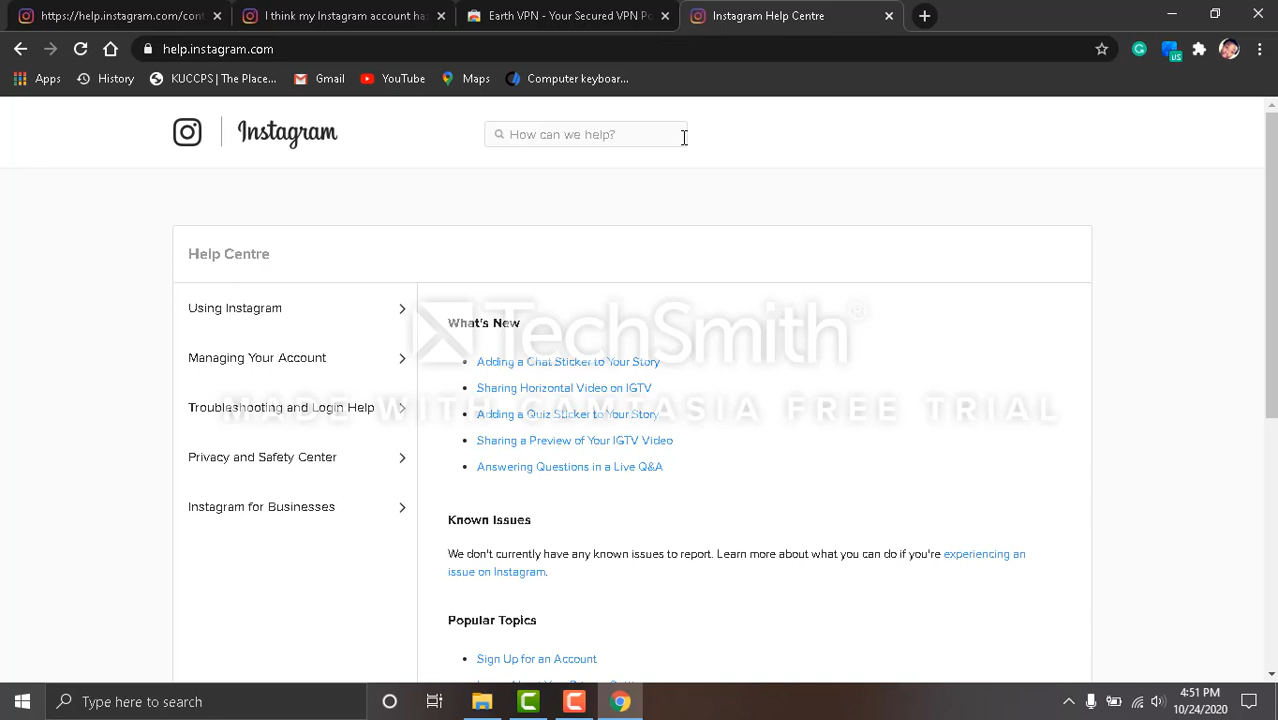 https://help.instagram.com/cont
I think my Instagram account ha
Earth VPN - Your Secured VPN Po
Instagram Help Centre
help.instagram.com
Apps
History
KUCCPS | The Place...
Gmail
YouTube
Maps
Computer keyboar...
US
Instagram
How can we help?
Help Centre
Using Instagram
Managing Your Account
Troubleshooting and Login Help
Privacy and Safety Center
Instagram for Businesses
What's New
Adding a Chat Sticker to Your Story
Sharing Horizontal Video on IGTV
Adding a Quiz Sticker to Your Story
Sharing a Preview of Your IGTV Video
Answering Questions in a Live Q&A
Known Issues
We don't currently have any known issues to report. Learn more about what you can do if you're experiencing an
issue on Instagram.
Popular Topics
Sign Up for an Account
TechSmith®
MADE WITH CAMTASIA FREE TRIAL
Type here to search
4:51 PM
10/24/2020